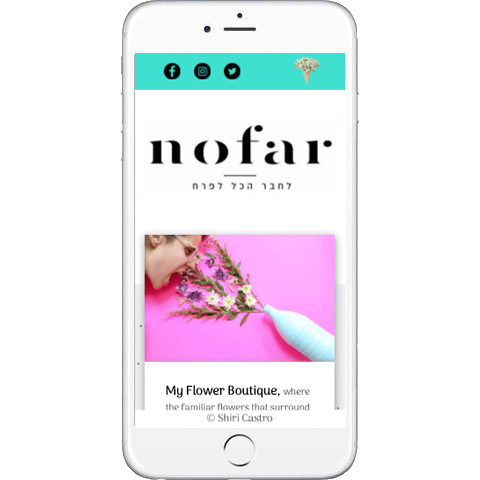 nofar
לחבר הכל לפרח
My Flower Boutique, where
the familiar flowers that surround
© Shiri Castro